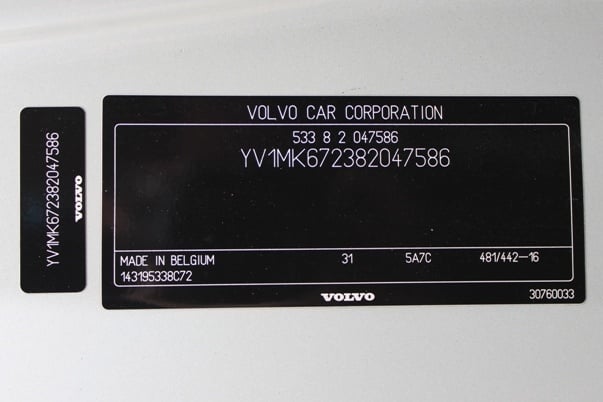 YV1MK672382047586
VOLVO
VOLVO CAR CORPORATION
533 8 2 047586
YV1MK672382047586
MADE IN BELGIUM 31 5A7C 481/442-16
143195338C72
VOLVO
30760033